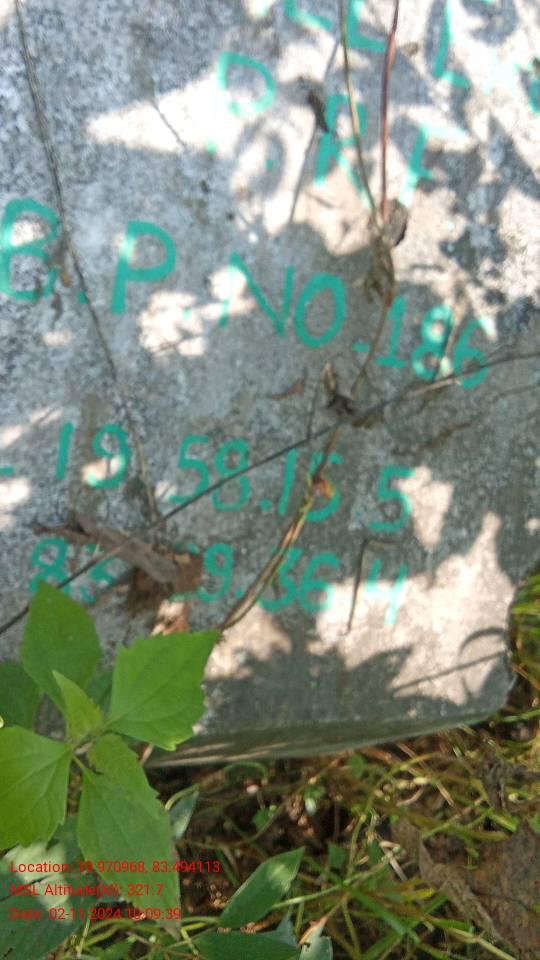 P.R.F
B.P. NO-186
- 19 58.15.5
83 29.36 4
Location: 19.970968, 83.494113
MSL Altitude(M): 321.7
Date: 02-11-2024 10:09:39